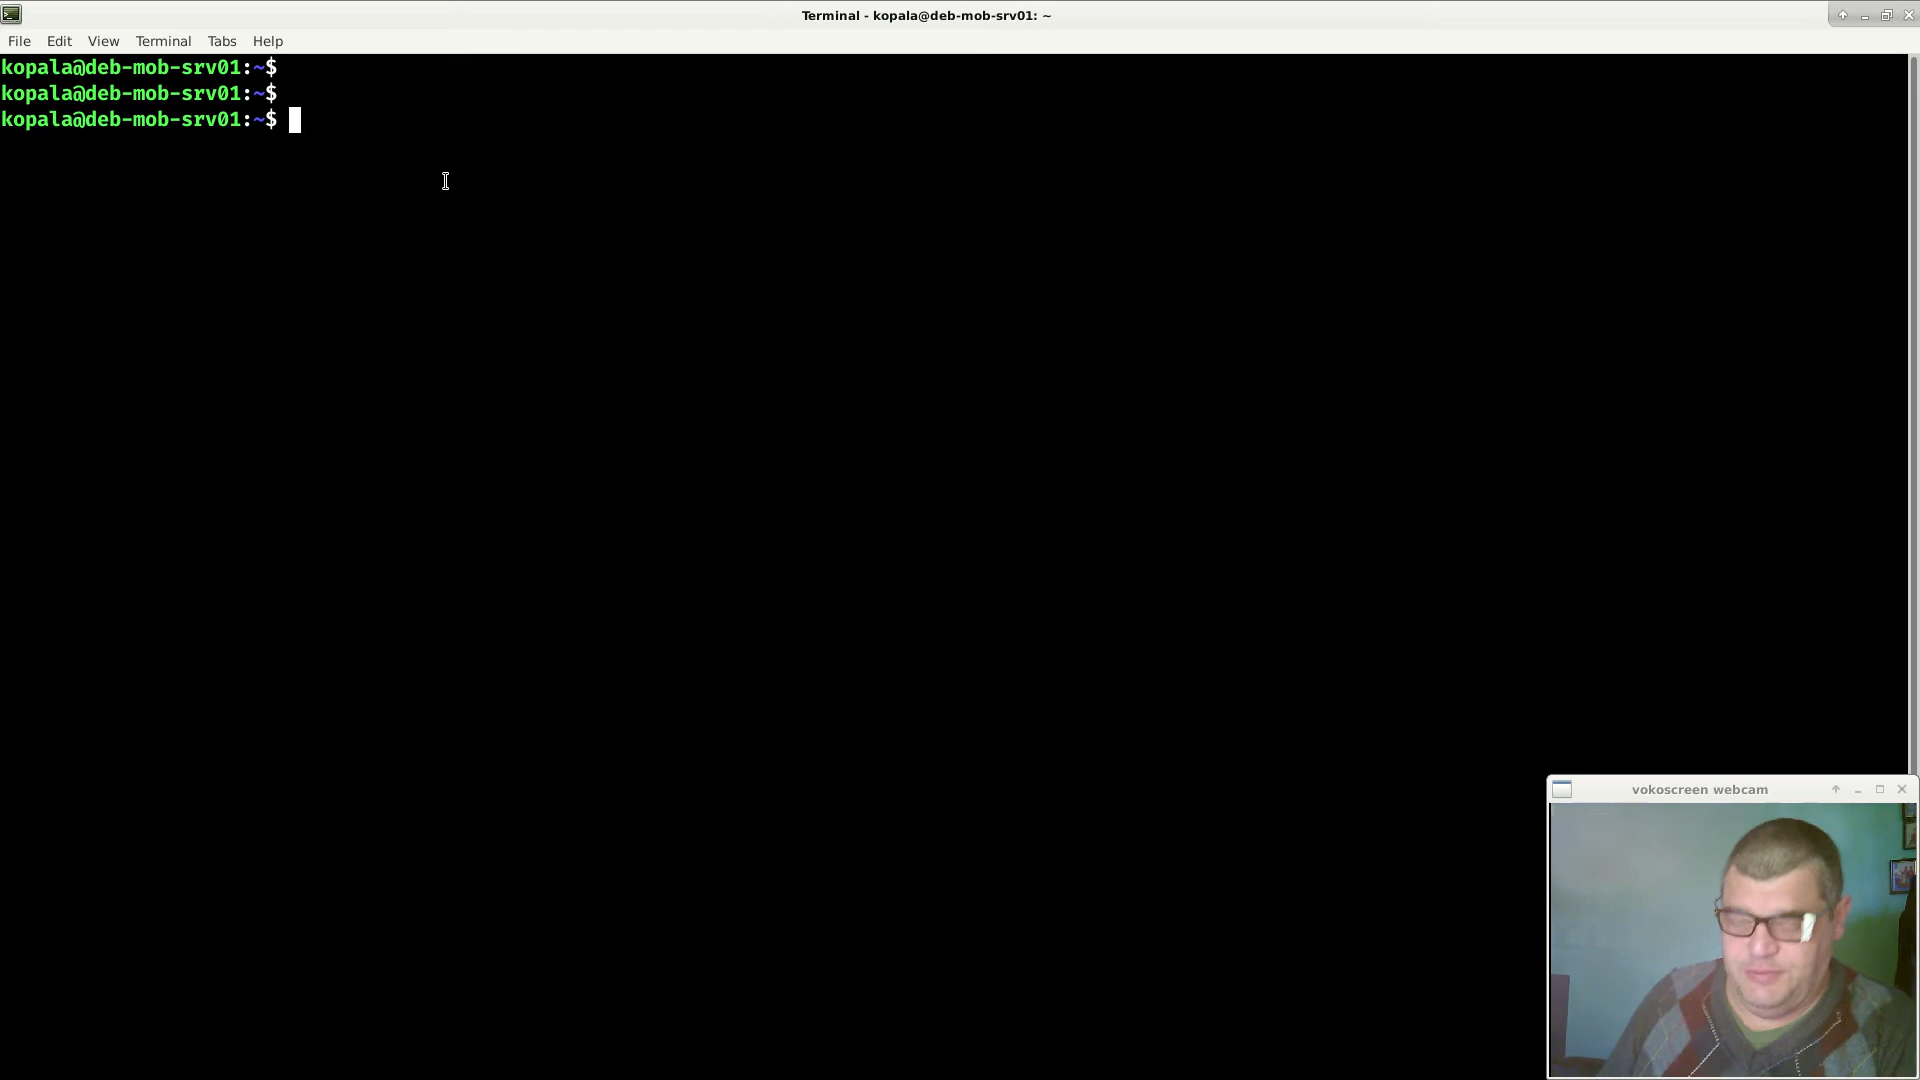 Terminal - kopala@deb-mob-srv01: ~
File Edit View Terminal Tabs Help
kopala@deb-mob-srv01:~$
kopala@deb-mob-srv01:~$
kopala@deb-mob-srv01:~$
vokoscreen webcam